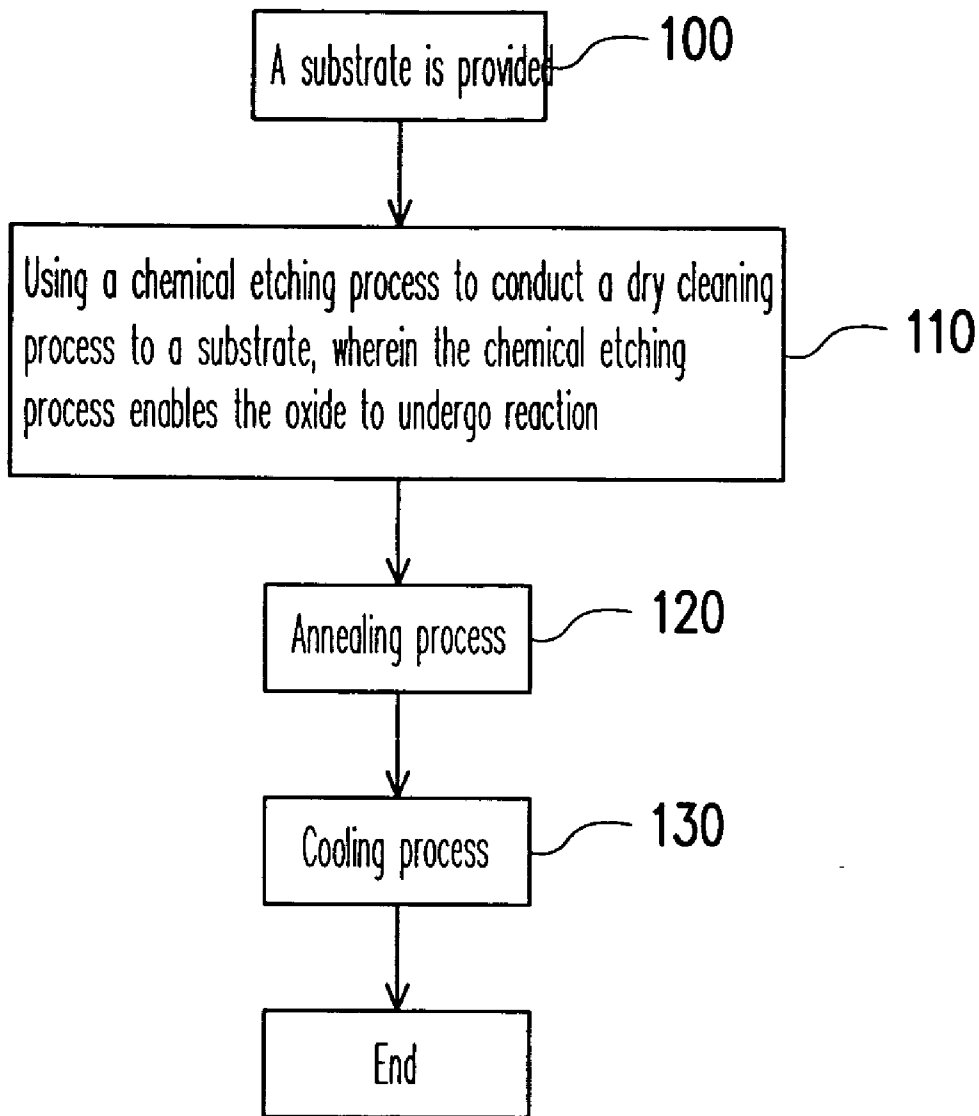 A substrate is provided
100
Using a chemical etching process to conduct a dry cleaning
process to a substrate, wherein the chemical etching
process enables the oxide to undergo reaction
110
Annealing process
120
Cooling process
130
End